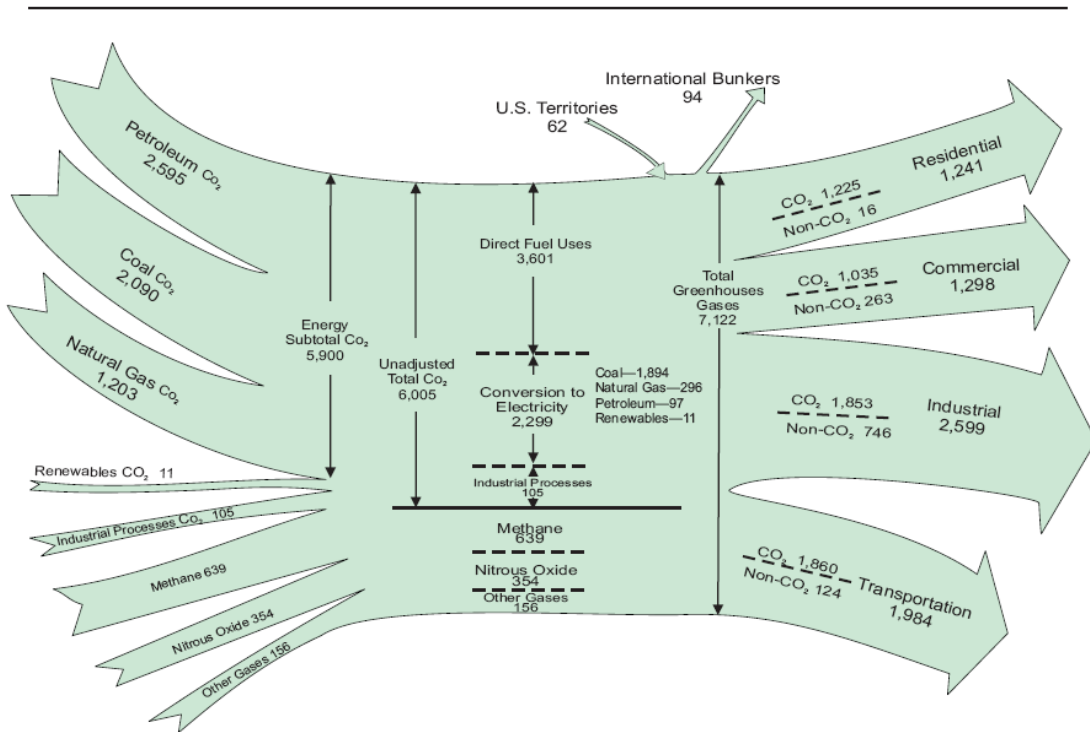 International Bunkers
94
U.S. Territories
62
Petroleum Co₂
2,595
Coal Co₂
2,090
Natural Gas Co₂
1,203
Renewables CO₂ 11
Industrial Processes Co₂ 105
Methane 639
Nitrous Oxide 354
Other Gases 156
Energy
Subtotal Co₂
5,900
Unadjusted
Total Co₂
6,005
Direct Fuel Uses
3,601
Conversion to
Electricity
2,299
Coal—1,894
Natural Gas—296
Petroleum—97
Renewables—11
Industrial Processes
105
Methane
639
Nitrous Oxide
354
Other Gases
156
Total
Greenhouses
Gases
7,122
CO₂ 1,225
Non-CO₂ 16
Residential
1,241
CO₂ 1,035
Non-CO₂ 263
Commercial
1,298
CO₂ 1,853
Non-CO₂ 746
Industrial
2,599
CO₂ 1,860
Non-CO₂ 124
Transportation
1,984